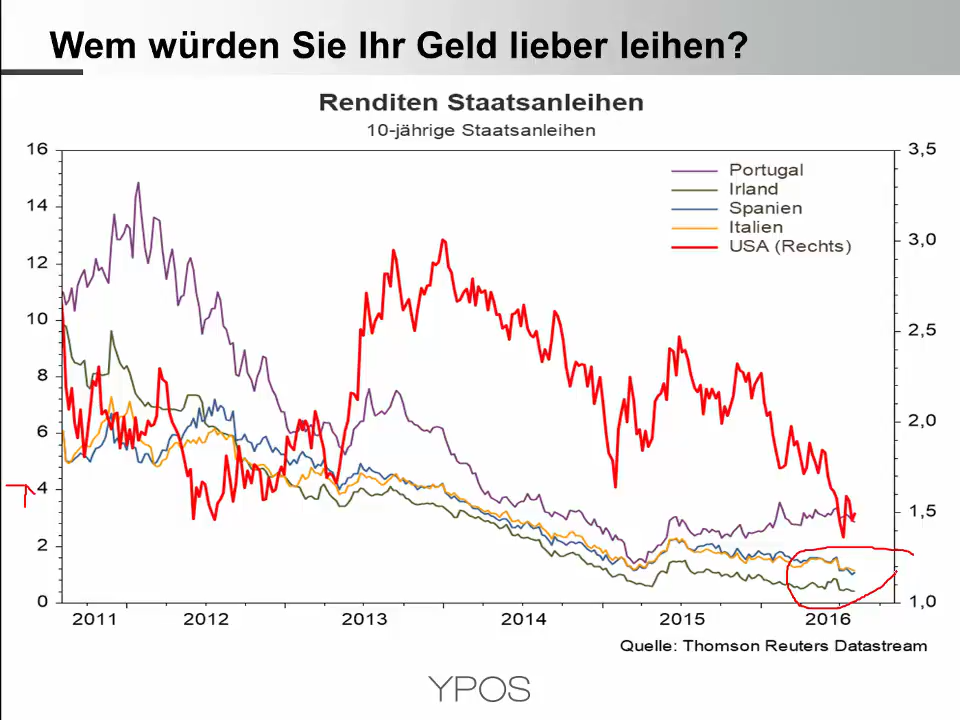 Wem würden Sie Ihr Geld lieber leihen?
Renditen Staatsanleihen
10-jährige Staatsanleihen
16
14
12
10
8
6
4
2
0
3,5
3,0
2,5
2,0
1,5
1,0
Portugal
Irland
Spanien
Italien
USA (Rechts)
2011 2012 2013 2014 2015 2016
Quelle: Thomson Reuters Datastream
YPOS